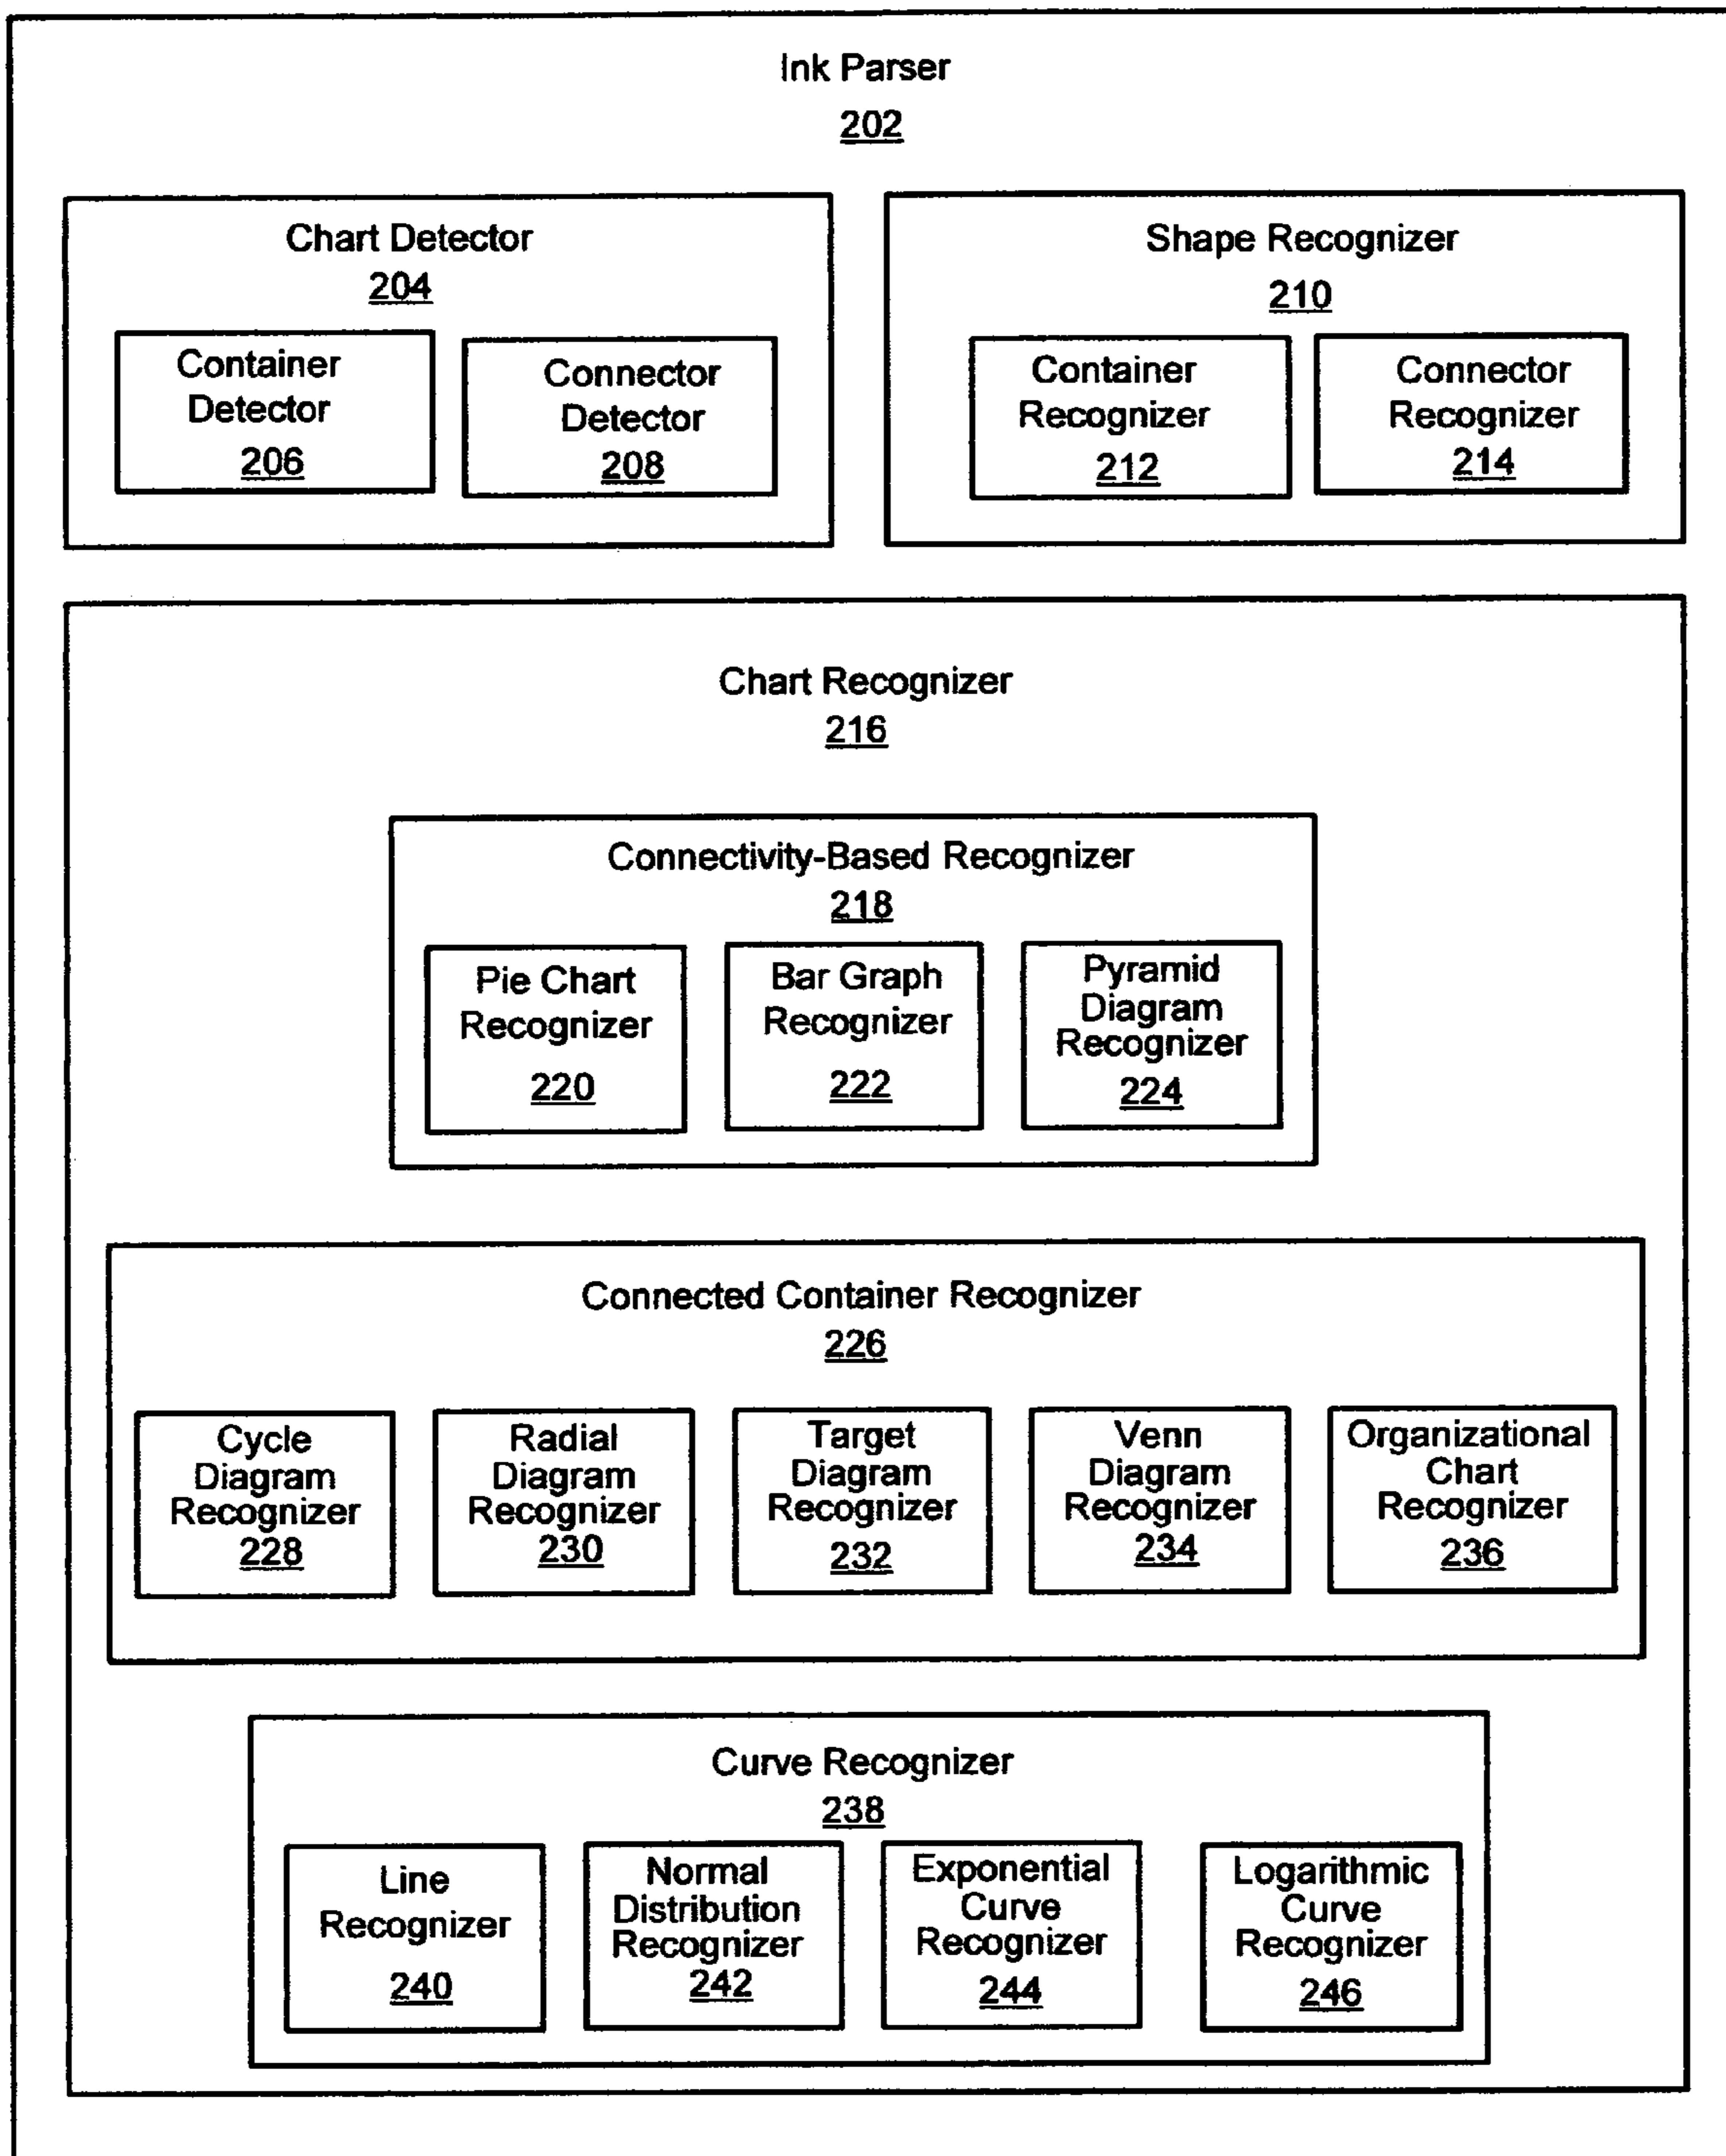 Ink Parser
202
Chart Detector
204
Container
Detector
206
Connector
Detector
208
Shape Recognizer
210
Container
Recognizer
212
Connector
Recognizer
214
Chart Recognizer
216
Connectivity-Based Recognizer
218
Pie Chart
Recognizer
220
Bar Graph
Recognizer
222
Pyramid
Diagram
Recognizer
224
Connected Container Recognizer
226
Cycle
Diagram
Recognizer
228
Radial
Diagram
Recognizer
230
Target
Diagram
Recognizer
232
Venn
Diagram
Recognizer
234
Organizational
Chart
Recognizer
236
Curve Recognizer
238
Line
Recognizer
240
Normal
Distribution
Recognizer
242
Exponential
Curve
Recognizer
244
Logarithmic
Curve
Recognizer
246